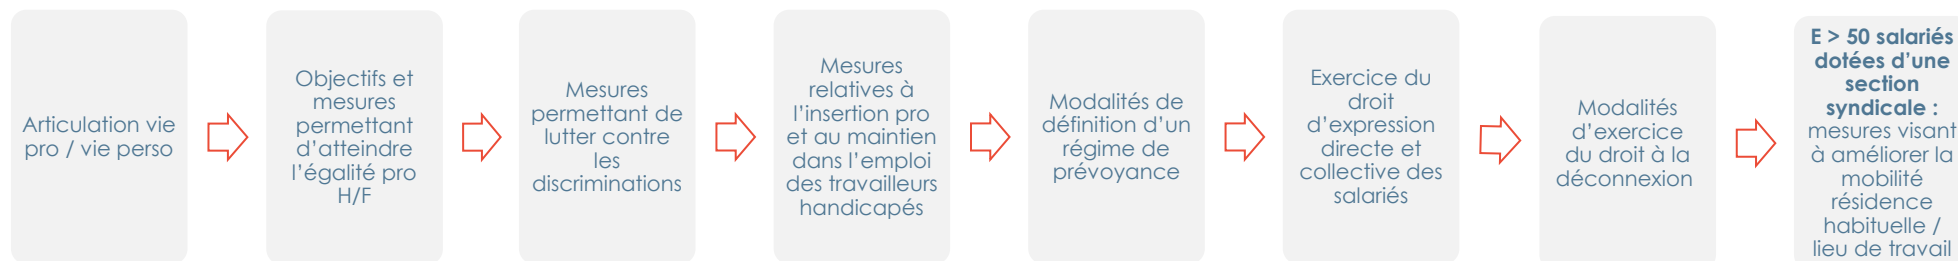 Articulation vie
pro / vie perso
Objectifs et
mesures
permettant
d’atteindre
l’égalité pro
H/F
Mesures
permettant de
lutter contre
les
discriminations
Mesures
relatives à
l’insertion pro
et au maintien
dans l’emploi
des travailleurs
handicapés
Modalités de
définition d’un
régime de
prévoyance
Exercice du
droit
d’expression
directe et
collective des
salariés
Modalités
d’exercice
du droit à la
déconnexion
E > 50 salariés
dotées d’une
section
syndicale :
mesures visant
à améliorer la
mobilité
résidence
habituelle /
lieu de travail